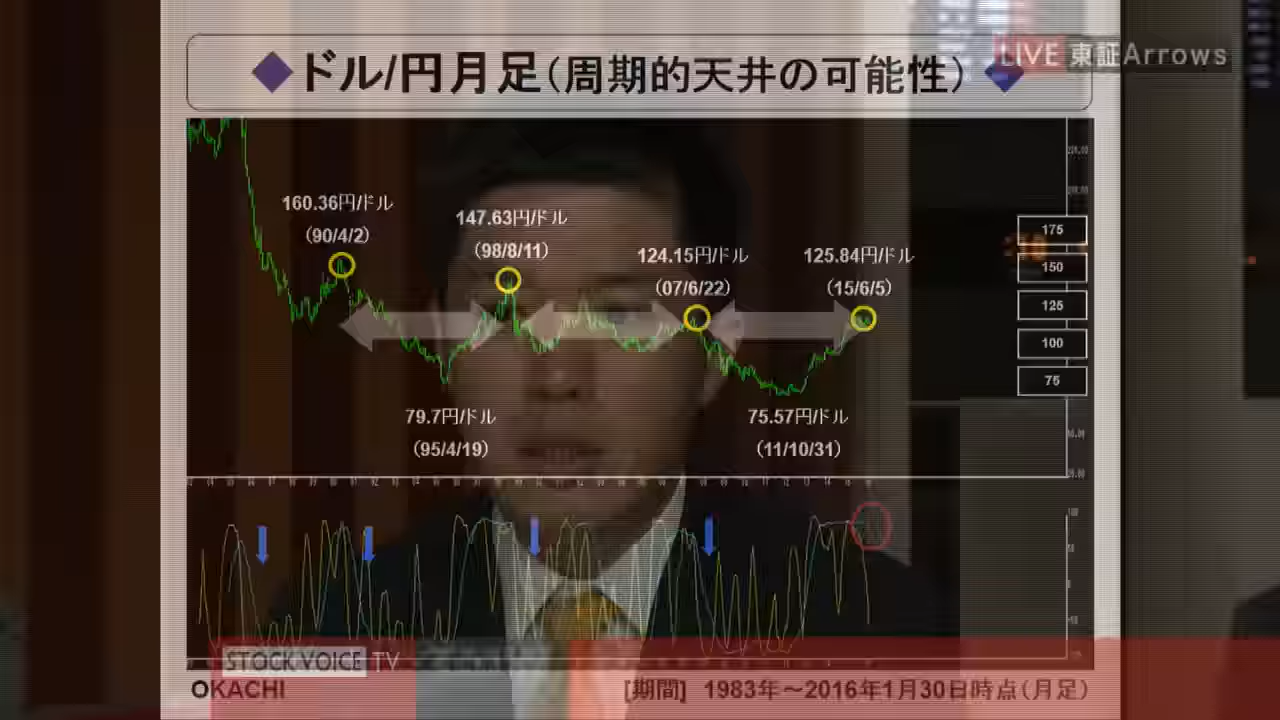 ◆ドル/円月足(周期的天井の可能性)◆
LIVE 東証Arrows
160.36円/ドル
(90/4/2)
147.63円/ドル
(98/8/11)
124.15円/ドル
(07/6/22)
125.84円/ドル
(15/6/5)
175
150
125
100
75
79.7円/ドル
(95/4/19)
75.57円/ドル
(11/10/31)
STOCK VOICE TV
OKACHI
[期間] 1983年～2016年1月30日時点(月足)